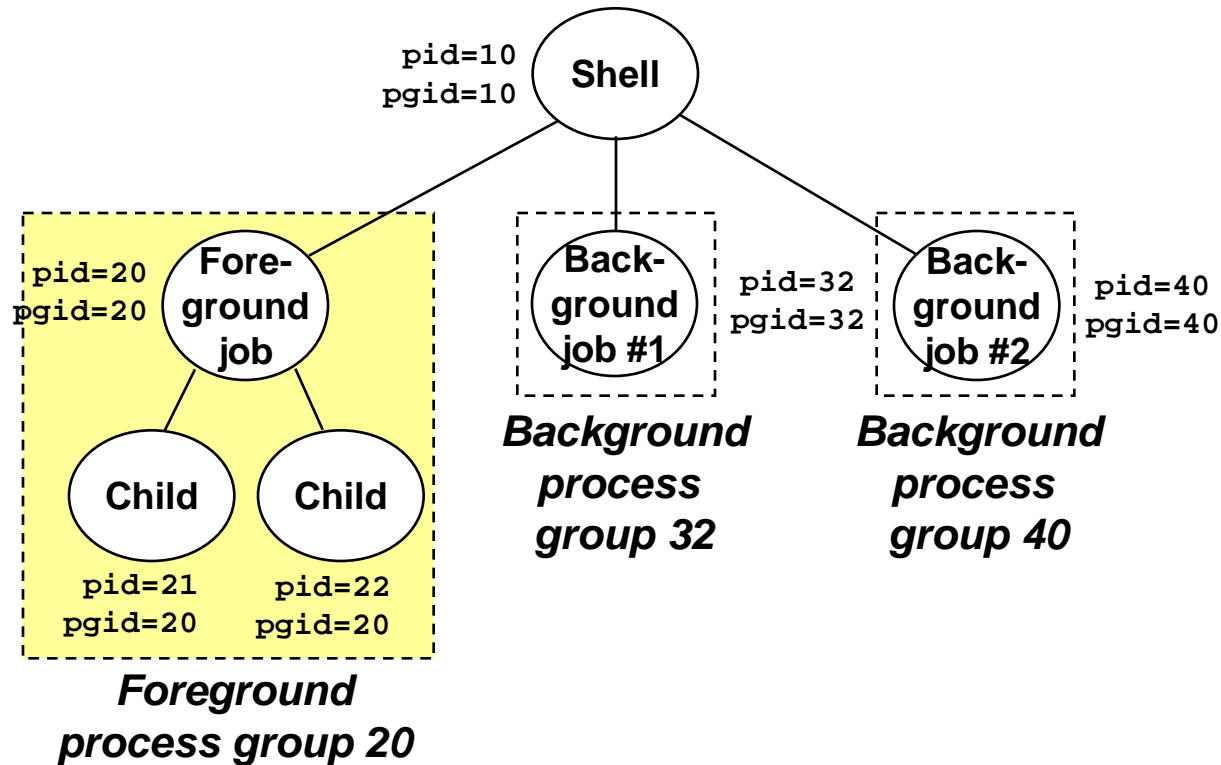 pid=10
pgid=10
Shell
pid=20
pgid=20
Fore-
ground
job
Back-
ground
job #1
pid=32
pgid=32
Back-
ground
job #2
pid=40
pgid=40
Child
Child
pid=21
pgid=20
pid=22
pgid=20
Background
process
group 32
Background
process
group 40
Foreground
process group 20